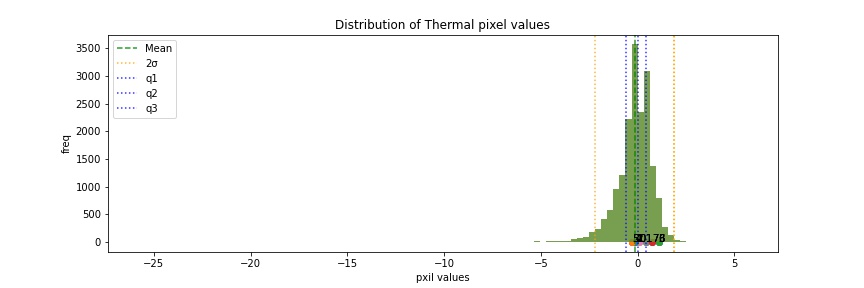 Distribution of Thermal pixel values
3500
3000
2500
2000
1500
1000
500
0
freq
Mean
2σ
q1
q2
q3
−25
−20
−15
−10
−5
0
5
pxil values